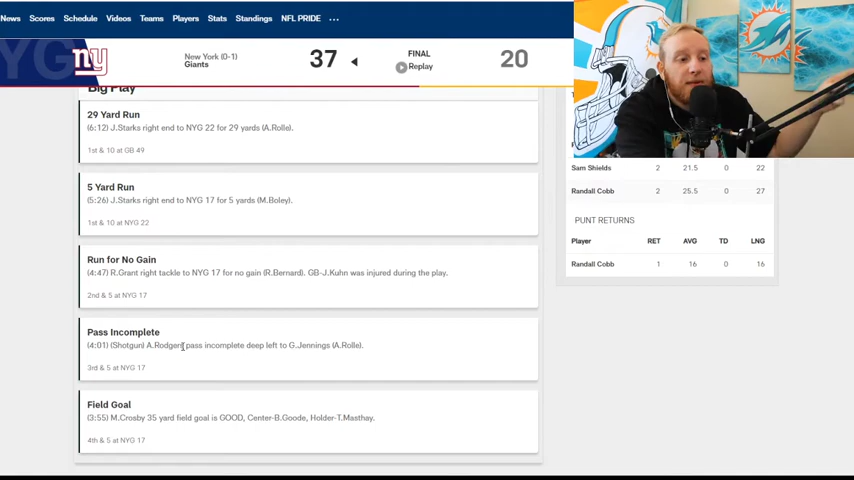 News Scores Schedule Videos Teams Players Stats Standings NFL PRIDE ...
NYG
ny
New York (0-1)
Giants
37
FINAL
Replay
20
Big Play
29 Yard Run
(6:12) J.Starks right end to NYG 22 for 29 yards (A.Rolle).
1st & 10 at GB 49
5 Yard Run
(5:26) J.Starks right end to NYG 17 for 5 yards (M.Boley).
1st & 10 at NYG 22
Run for No Gain
(4:47) R.Grant right tackle to NYG 17 for no gain (R.Bernard). GB-J.Kuhn was injured during the play.
2nd & 5 at NYG 17
Pass Incomplete
(4:01) (Shotgun) A.Rodgers pass incomplete deep left to G.Jennings (A.Rolle).
3rd & 5 at NYG 17
Field Goal
(3:55) M.Crosby 35 yard field goal is GOOD, Center-B.Goode, Holder-T.Masthay.
4th & 5 at NYG 17
Sam Shields 2 21.5 0 22
Randall Cobb 2 25.5 0 27
PUNT RETURNS
Player RET AVG TD LNG
Randall Cobb 1 16 0 16